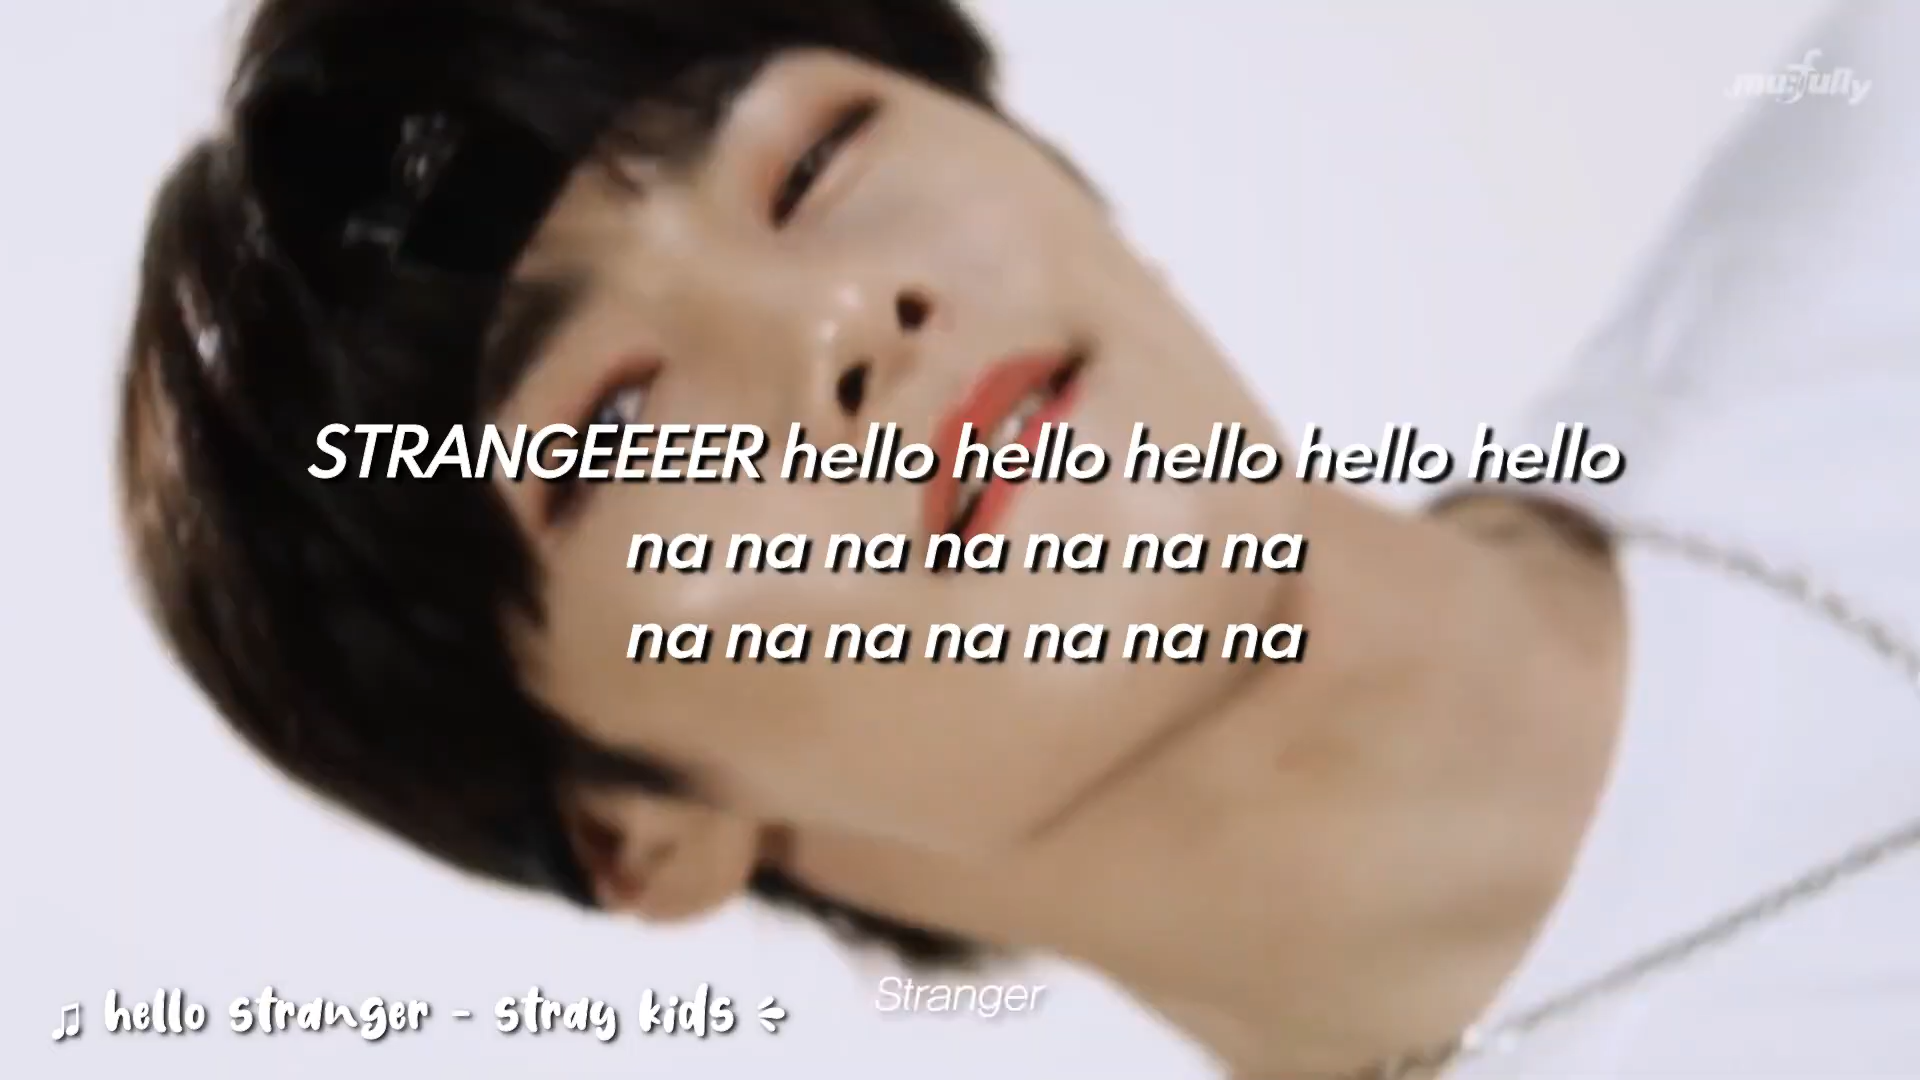 musfully
STRANGEEEER hello hello hello hello hello
na na na na na na na
na na na na na na na
Stranger
♫ hello stranger - stray kids